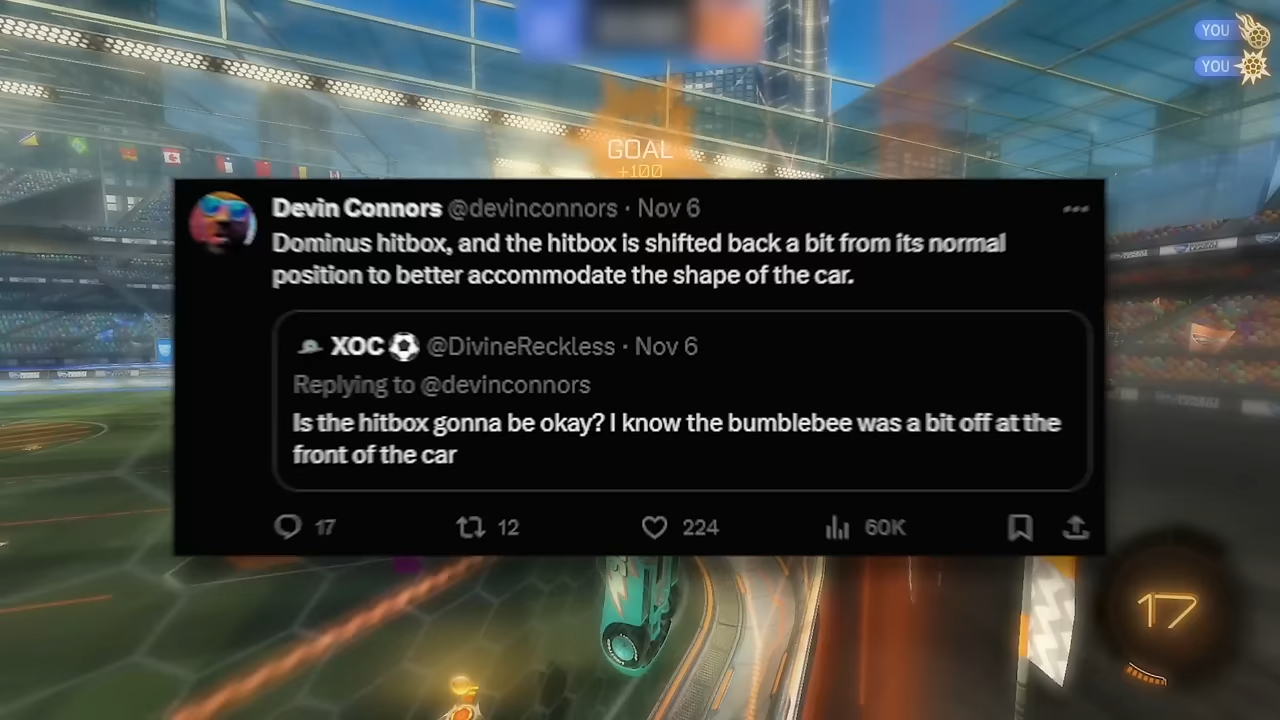 YOU
YOU
GOAL
+100
Devin Connors @devinconnors · Nov 6
Dominus hitbox, and the hitbox is shifted back a bit from its normal
position to better accommodate the shape of the car.
XOC⚽ @DivineReckless · Nov 6
Replying to @devinconnors
Is the hitbox gonna be okay? I know the bumblebee was a bit off at the
front of the car
17 12 224 60K
17